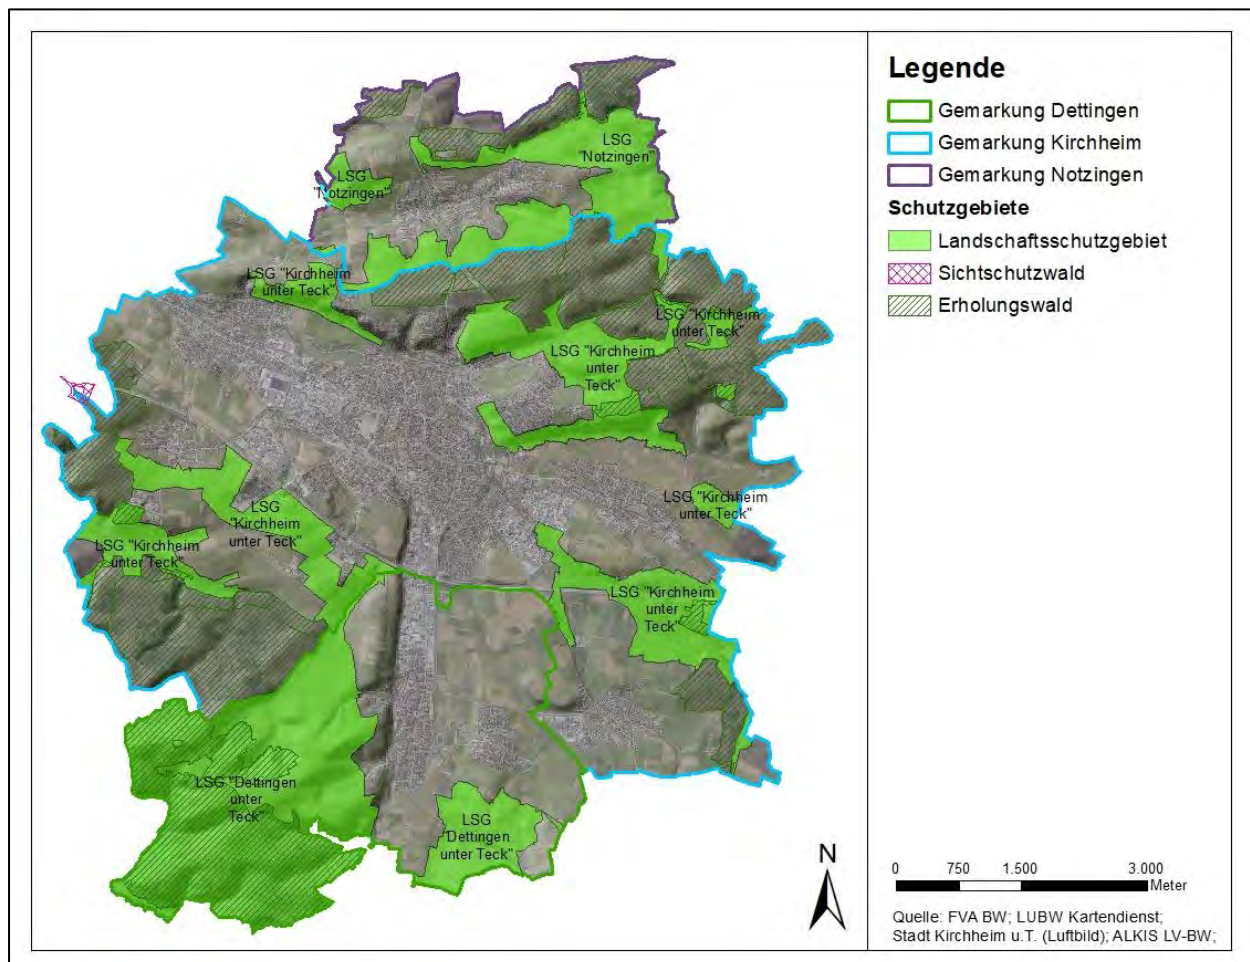 LSG
"Notzingen"
LSG
"Notzingen"
LSG "Kirchheim
unter Teck"
LSG "Kirchheim
unter Teck"
LSG "Kirchheim
unter
Teck"
LSG "Kirchheim
unter Teck"
LSG
"Kirchheim
unter Teck"
LSG "Kirchheim
unter Teck"
LSG "Kirchheim
unter
Teck"
LSG "Dettingen
unter
Teck"
LSG
"Dettingen
unter Teck"
N
Legende
Gemarkung Dettingen
Gemarkung Kirchheim
Gemarkung Notzingen
Schutzgebiete
Landschaftsschutzgebiet
Sichtschutzwald
Erholungswald
0 750 1.500 3.000
Meter
Quelle: FVA BW; LUBW Kartendienst;
Stadt Kirchheim u.T. (Luftbild); ALKIS LV-BW;